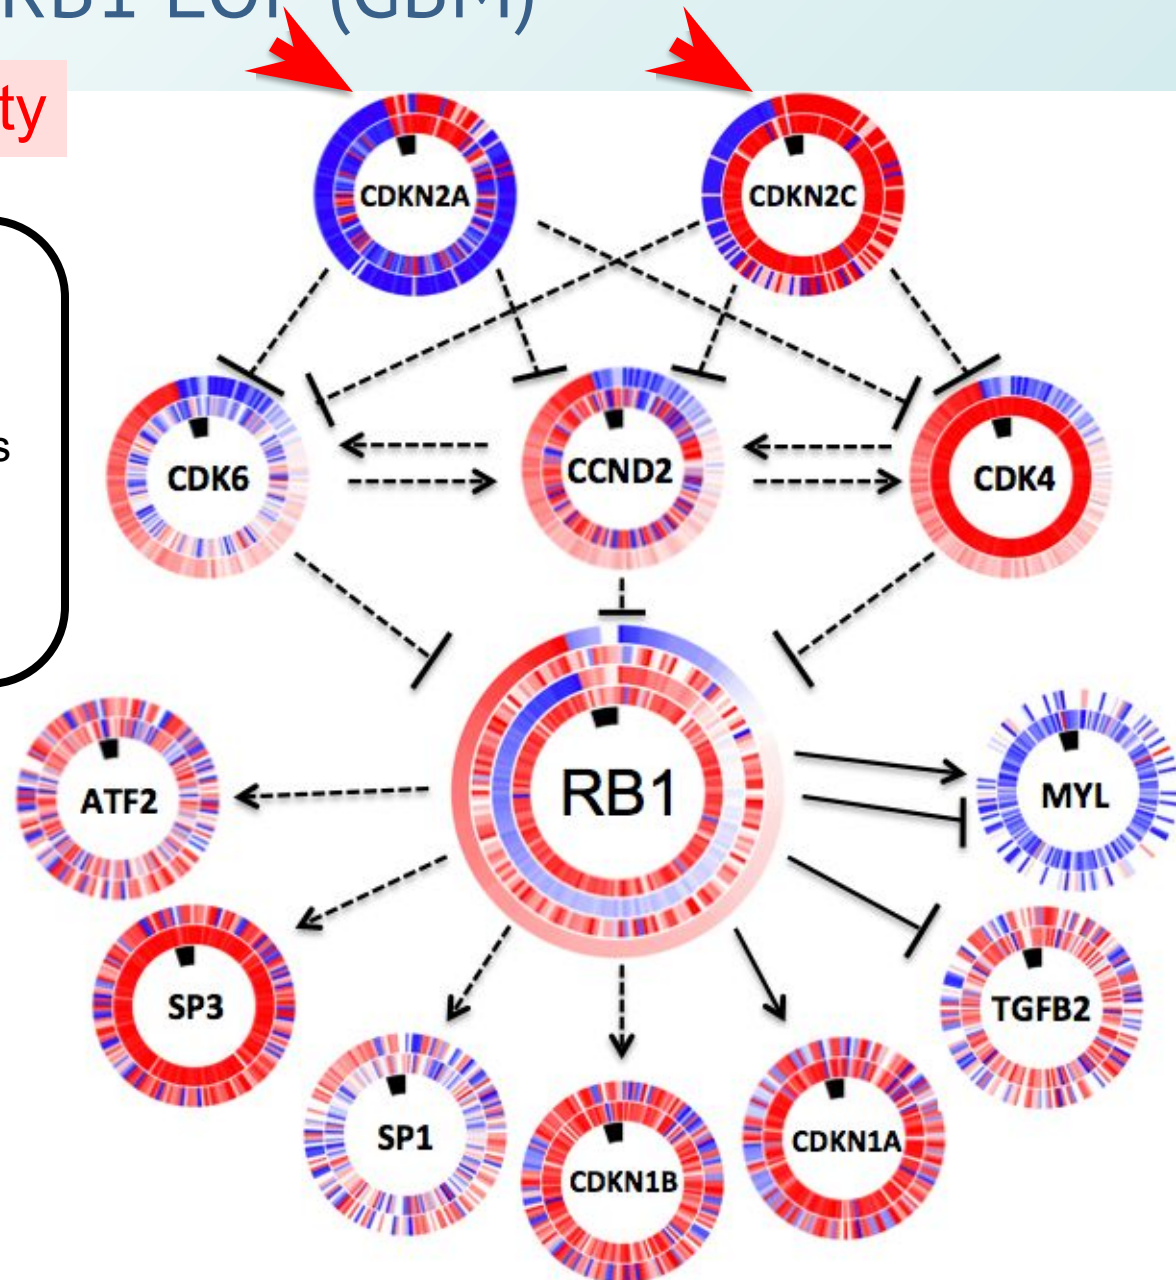 RB1 LOF (GBM)
ty
CDKN2A
CDKN2C
s
CDK6
CCND2
CDK4
RB1
ATF2
MYL
SP3
TGFB2
SP1
CDKN1B
CDKN1A